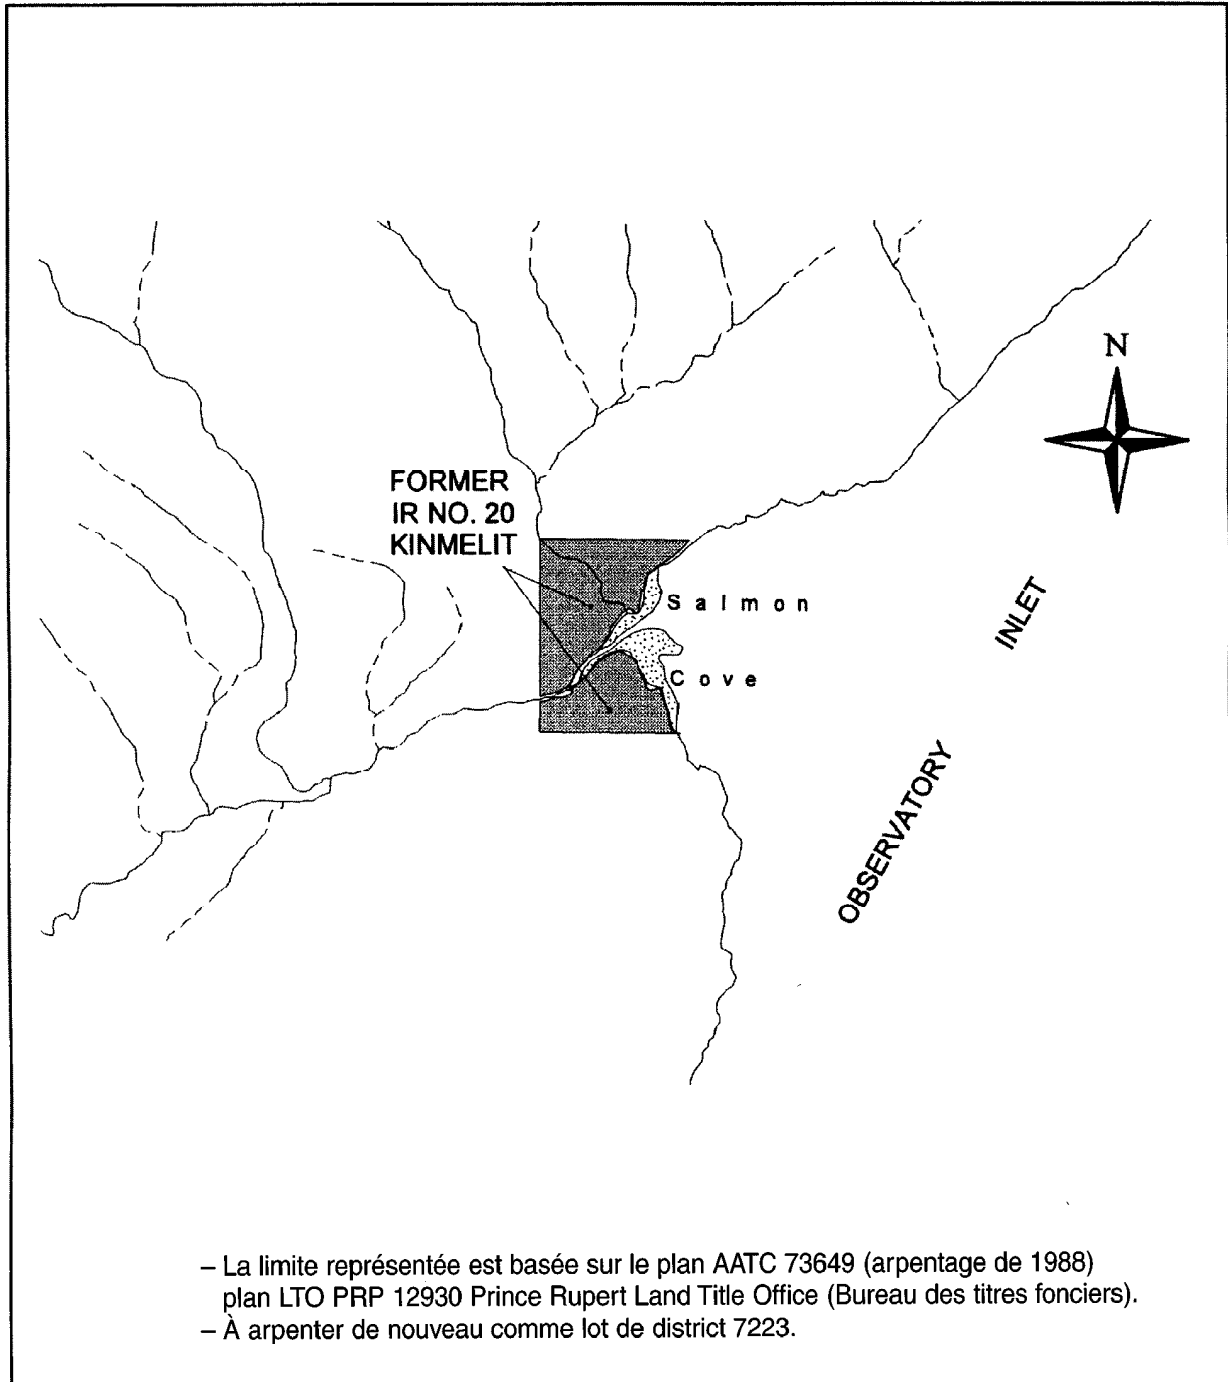 N
FORMER
IR NO. 20
KINMELIT
Salmon
Cove
INLET
OBSERVATORY
– La limite représentée est basée sur le plan AATC 73649 (arpentage de 1988)
plan LTO PRP 12930 Prince Rupert Land Title Office (Bureau des titres fonciers).
– À arpenter de nouveau comme lot de district 7223.